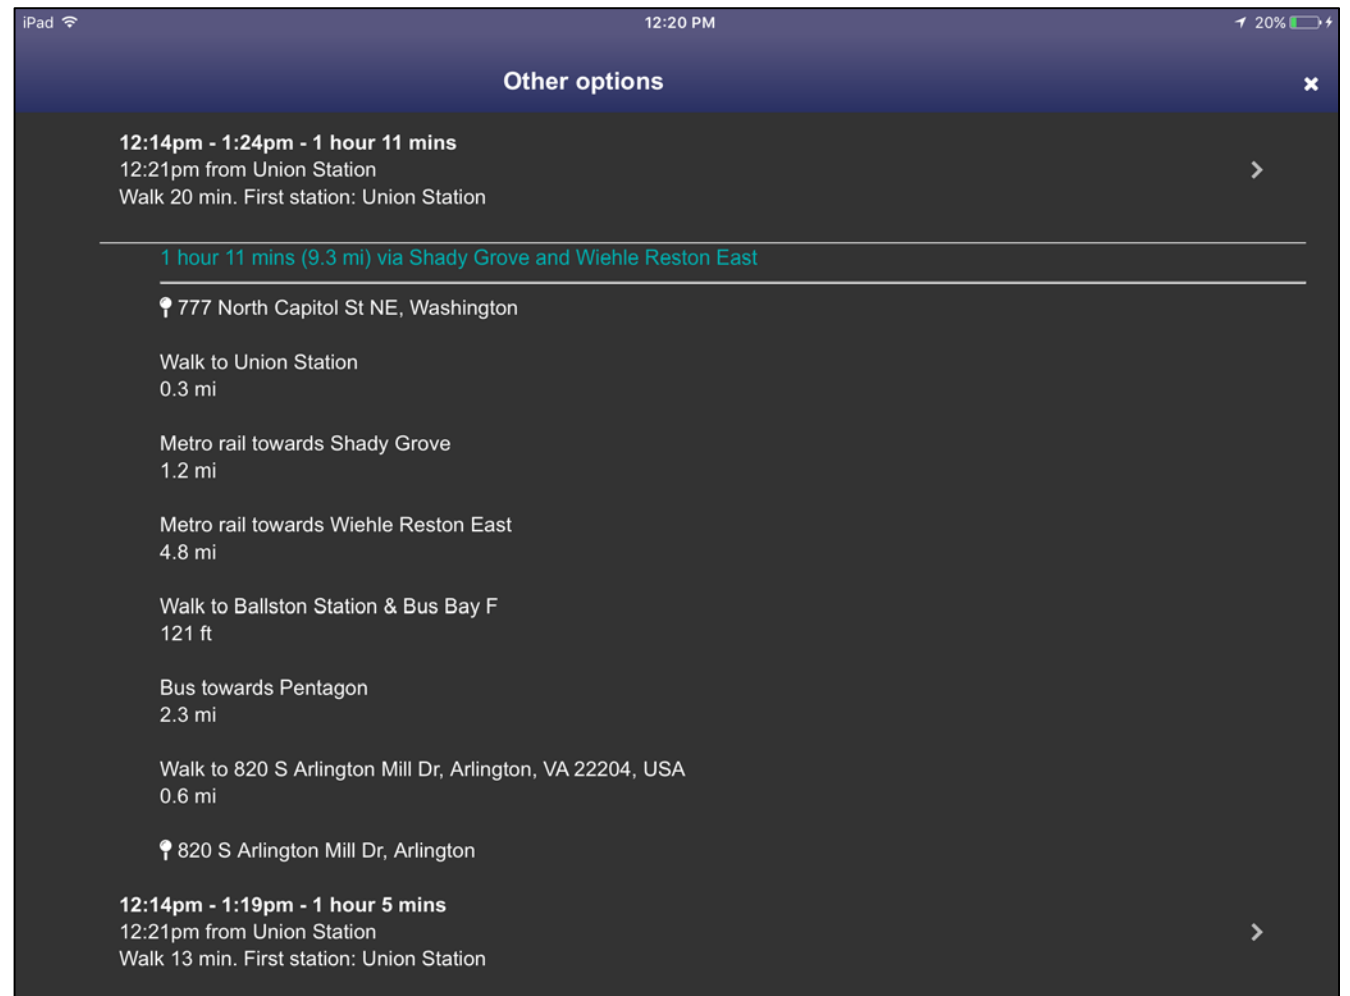 iPad 12:20 PM 20%
Other options
12:14pm - 1:24pm - 1 hour 11 mins
12:21pm from Union Station
Walk 20 min. First station: Union Station
1 hour 11 mins (9.3 mi) via Shady Grove and Wiehle Reston East
777 North Capitol St NE, Washington
Walk to Union Station
0.3 mi
Metro rail towards Shady Grove
1.2 mi
Metro rail towards Wiehle Reston East
4.8 mi
Walk to Ballston Station & Bus Bay F
121 ft
Bus towards Pentagon
2.3 mi
Walk to 820 S Arlington Mill Dr, Arlington, VA 22204, USA
0.6 mi
820 S Arlington Mill Dr, Arlington
12:14pm - 1:19pm - 1 hour 5 mins
12:21pm from Union Station
Walk 13 min. First station: Union Station